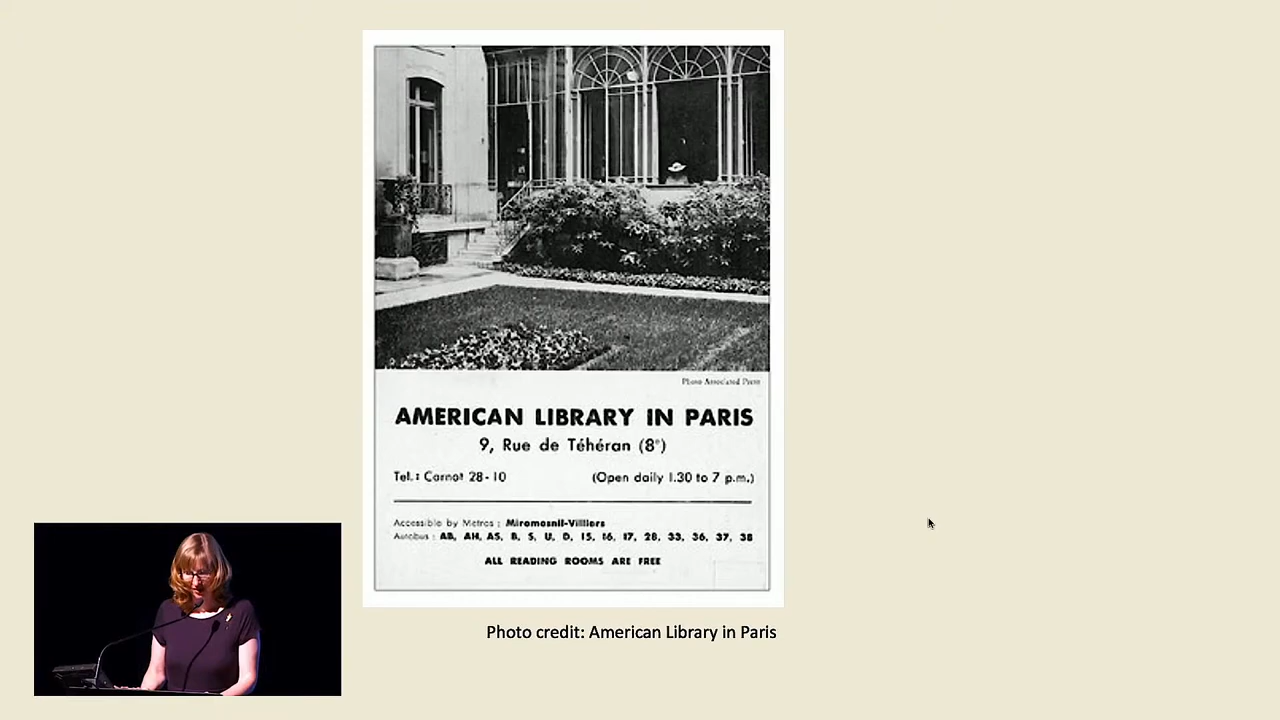 Photo Associated Press
AMERICAN LIBRARY IN PARIS
9, Rue de Téhéran (8ᵉ)
Tel. : Carnot 28-10 (Open daily 1.30 to 7 p.m.)
Accessible by Metros : Miromosnil-Villiers
Autobus : AB, AH, AS, B, S, U, D, 15, 16, 17, 28, 33, 36, 37, 38
ALL READING ROOMS ARE FREE
Photo credit: American Library in Paris